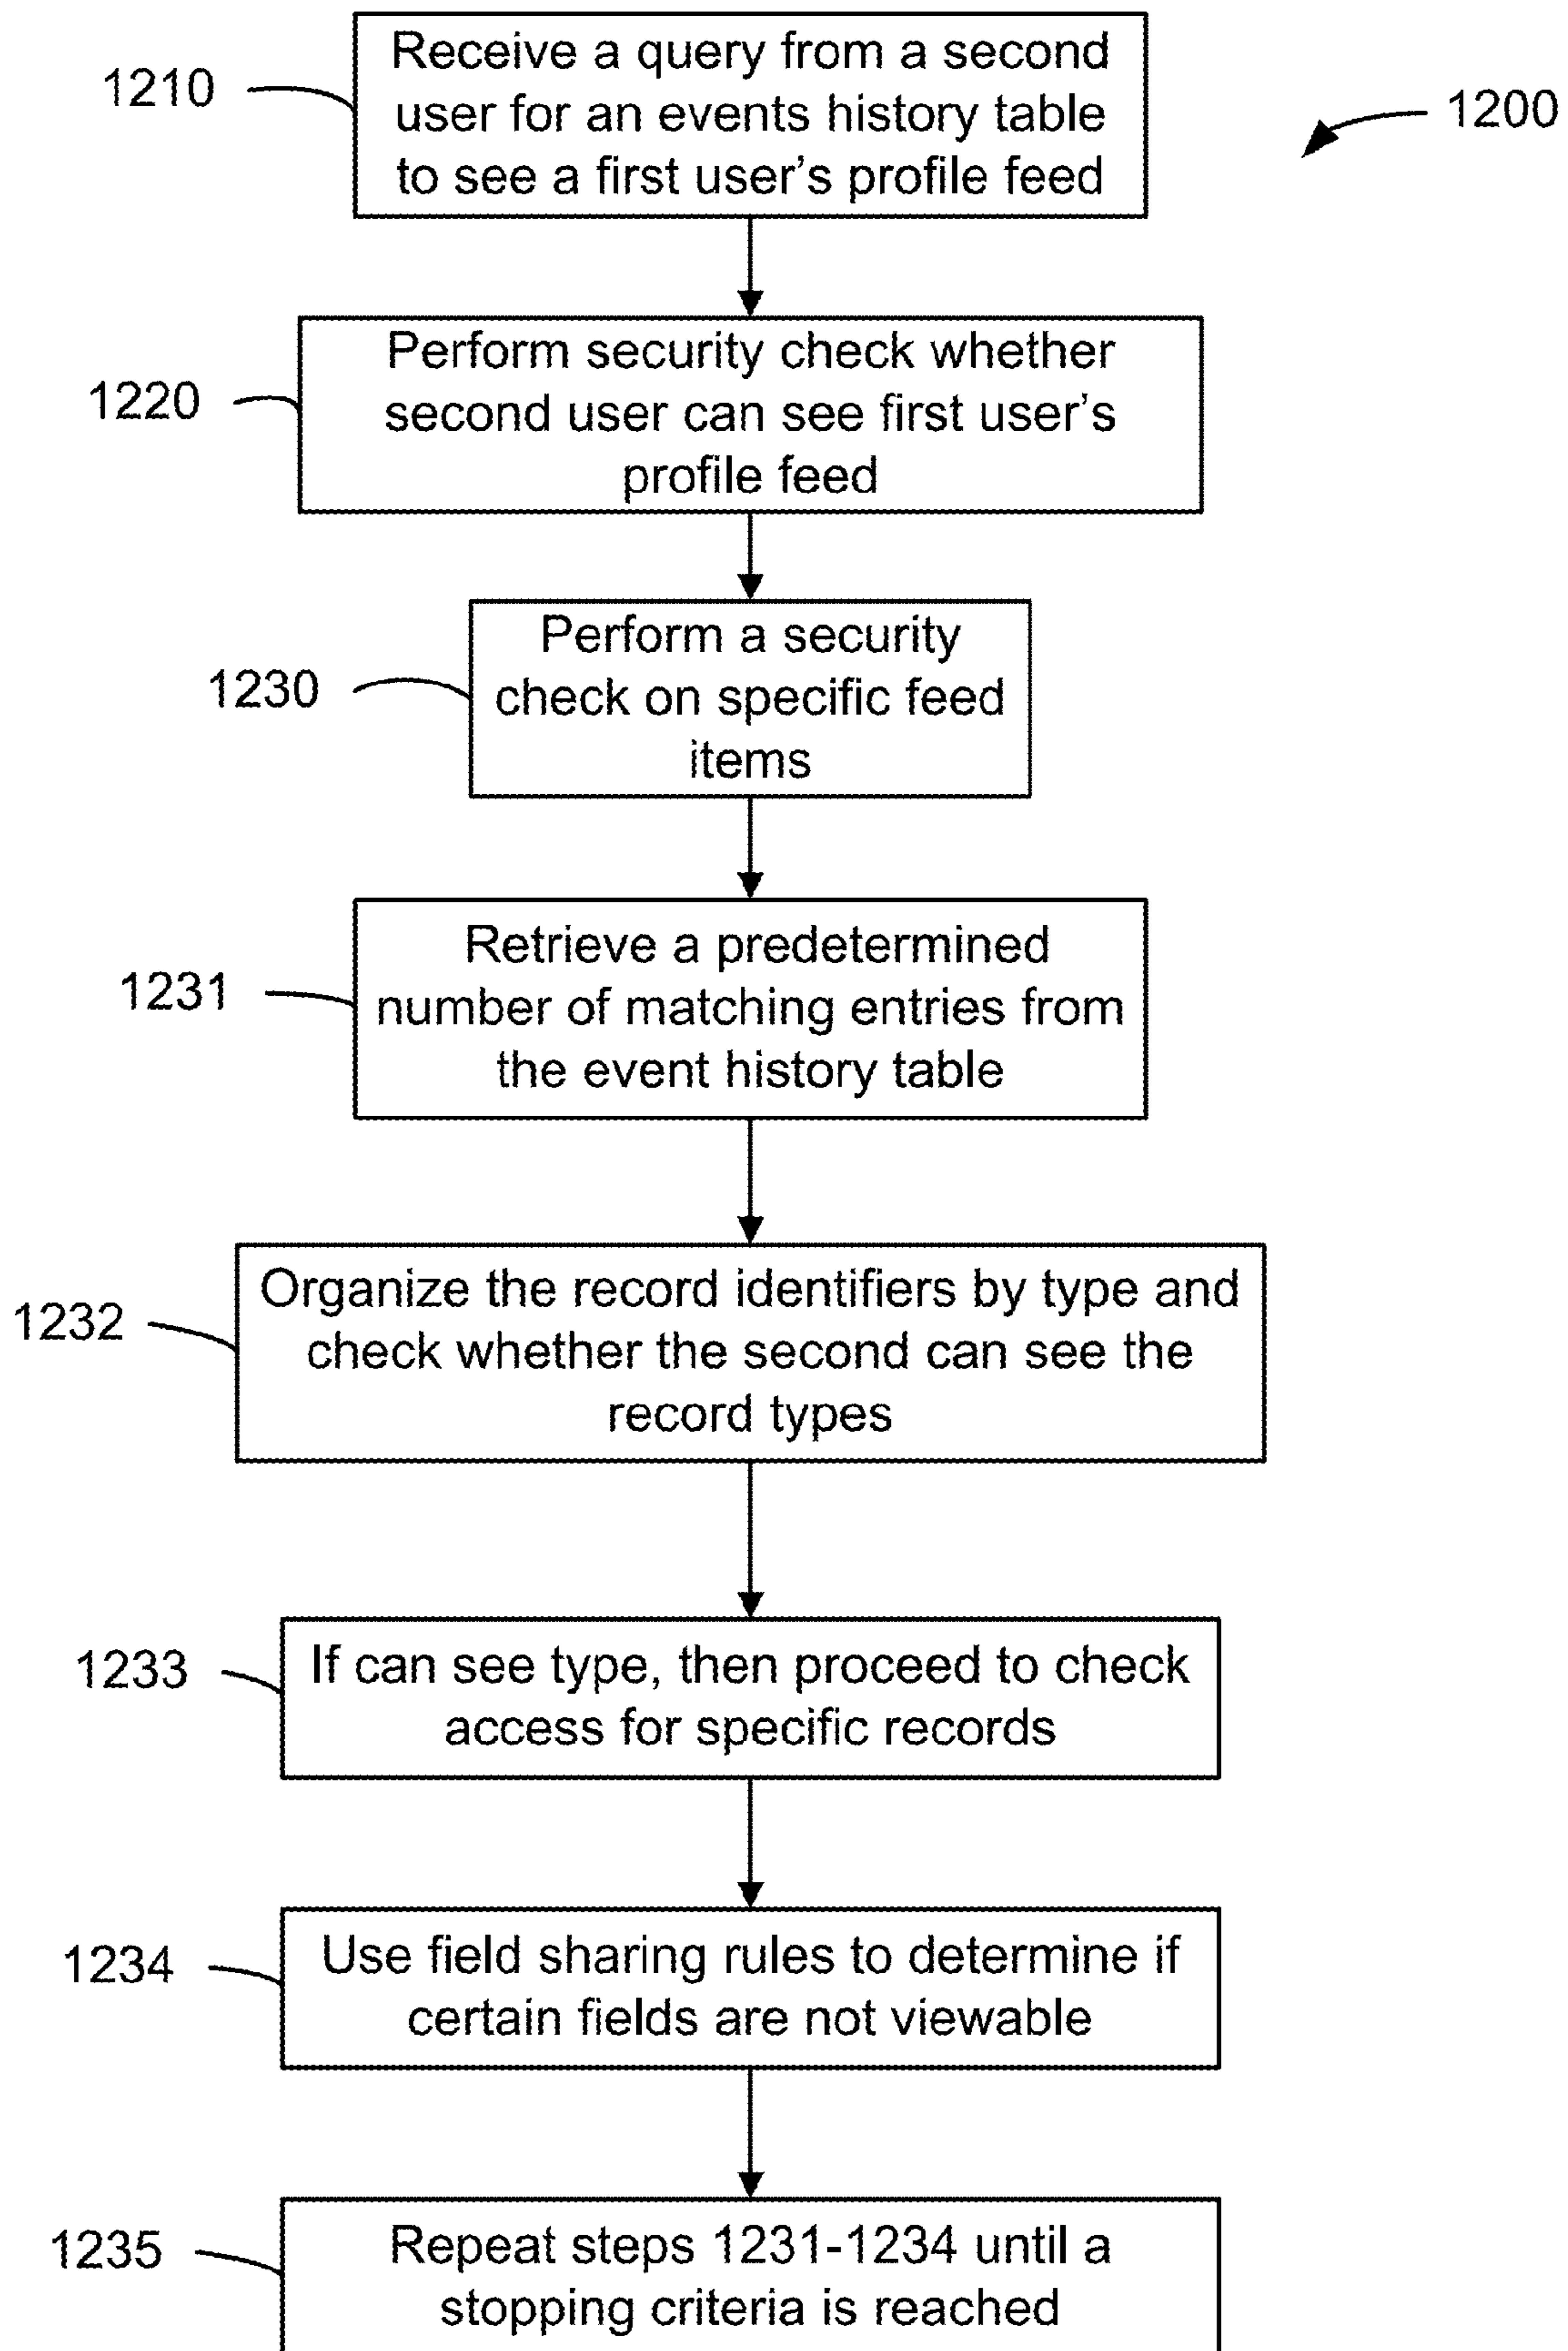 Receive a query from a second
user for an events history table
to see a first user's profile feed
1210
1200
Perform security check whether
second user can see first user's
profile feed
1220
Perform a security
check on specific feed
items
1230
Retrieve a predetermined
number of matching entries from
the event history table
1231
Organize the record identifiers by type and
check whether the second can see the
record types
1232
If can see type, then proceed to check
access for specific records
1233
Use field sharing rules to determine if
certain fields are not viewable
1234
Repeat steps 1231-1234 until a
stopping criteria is reached
1235